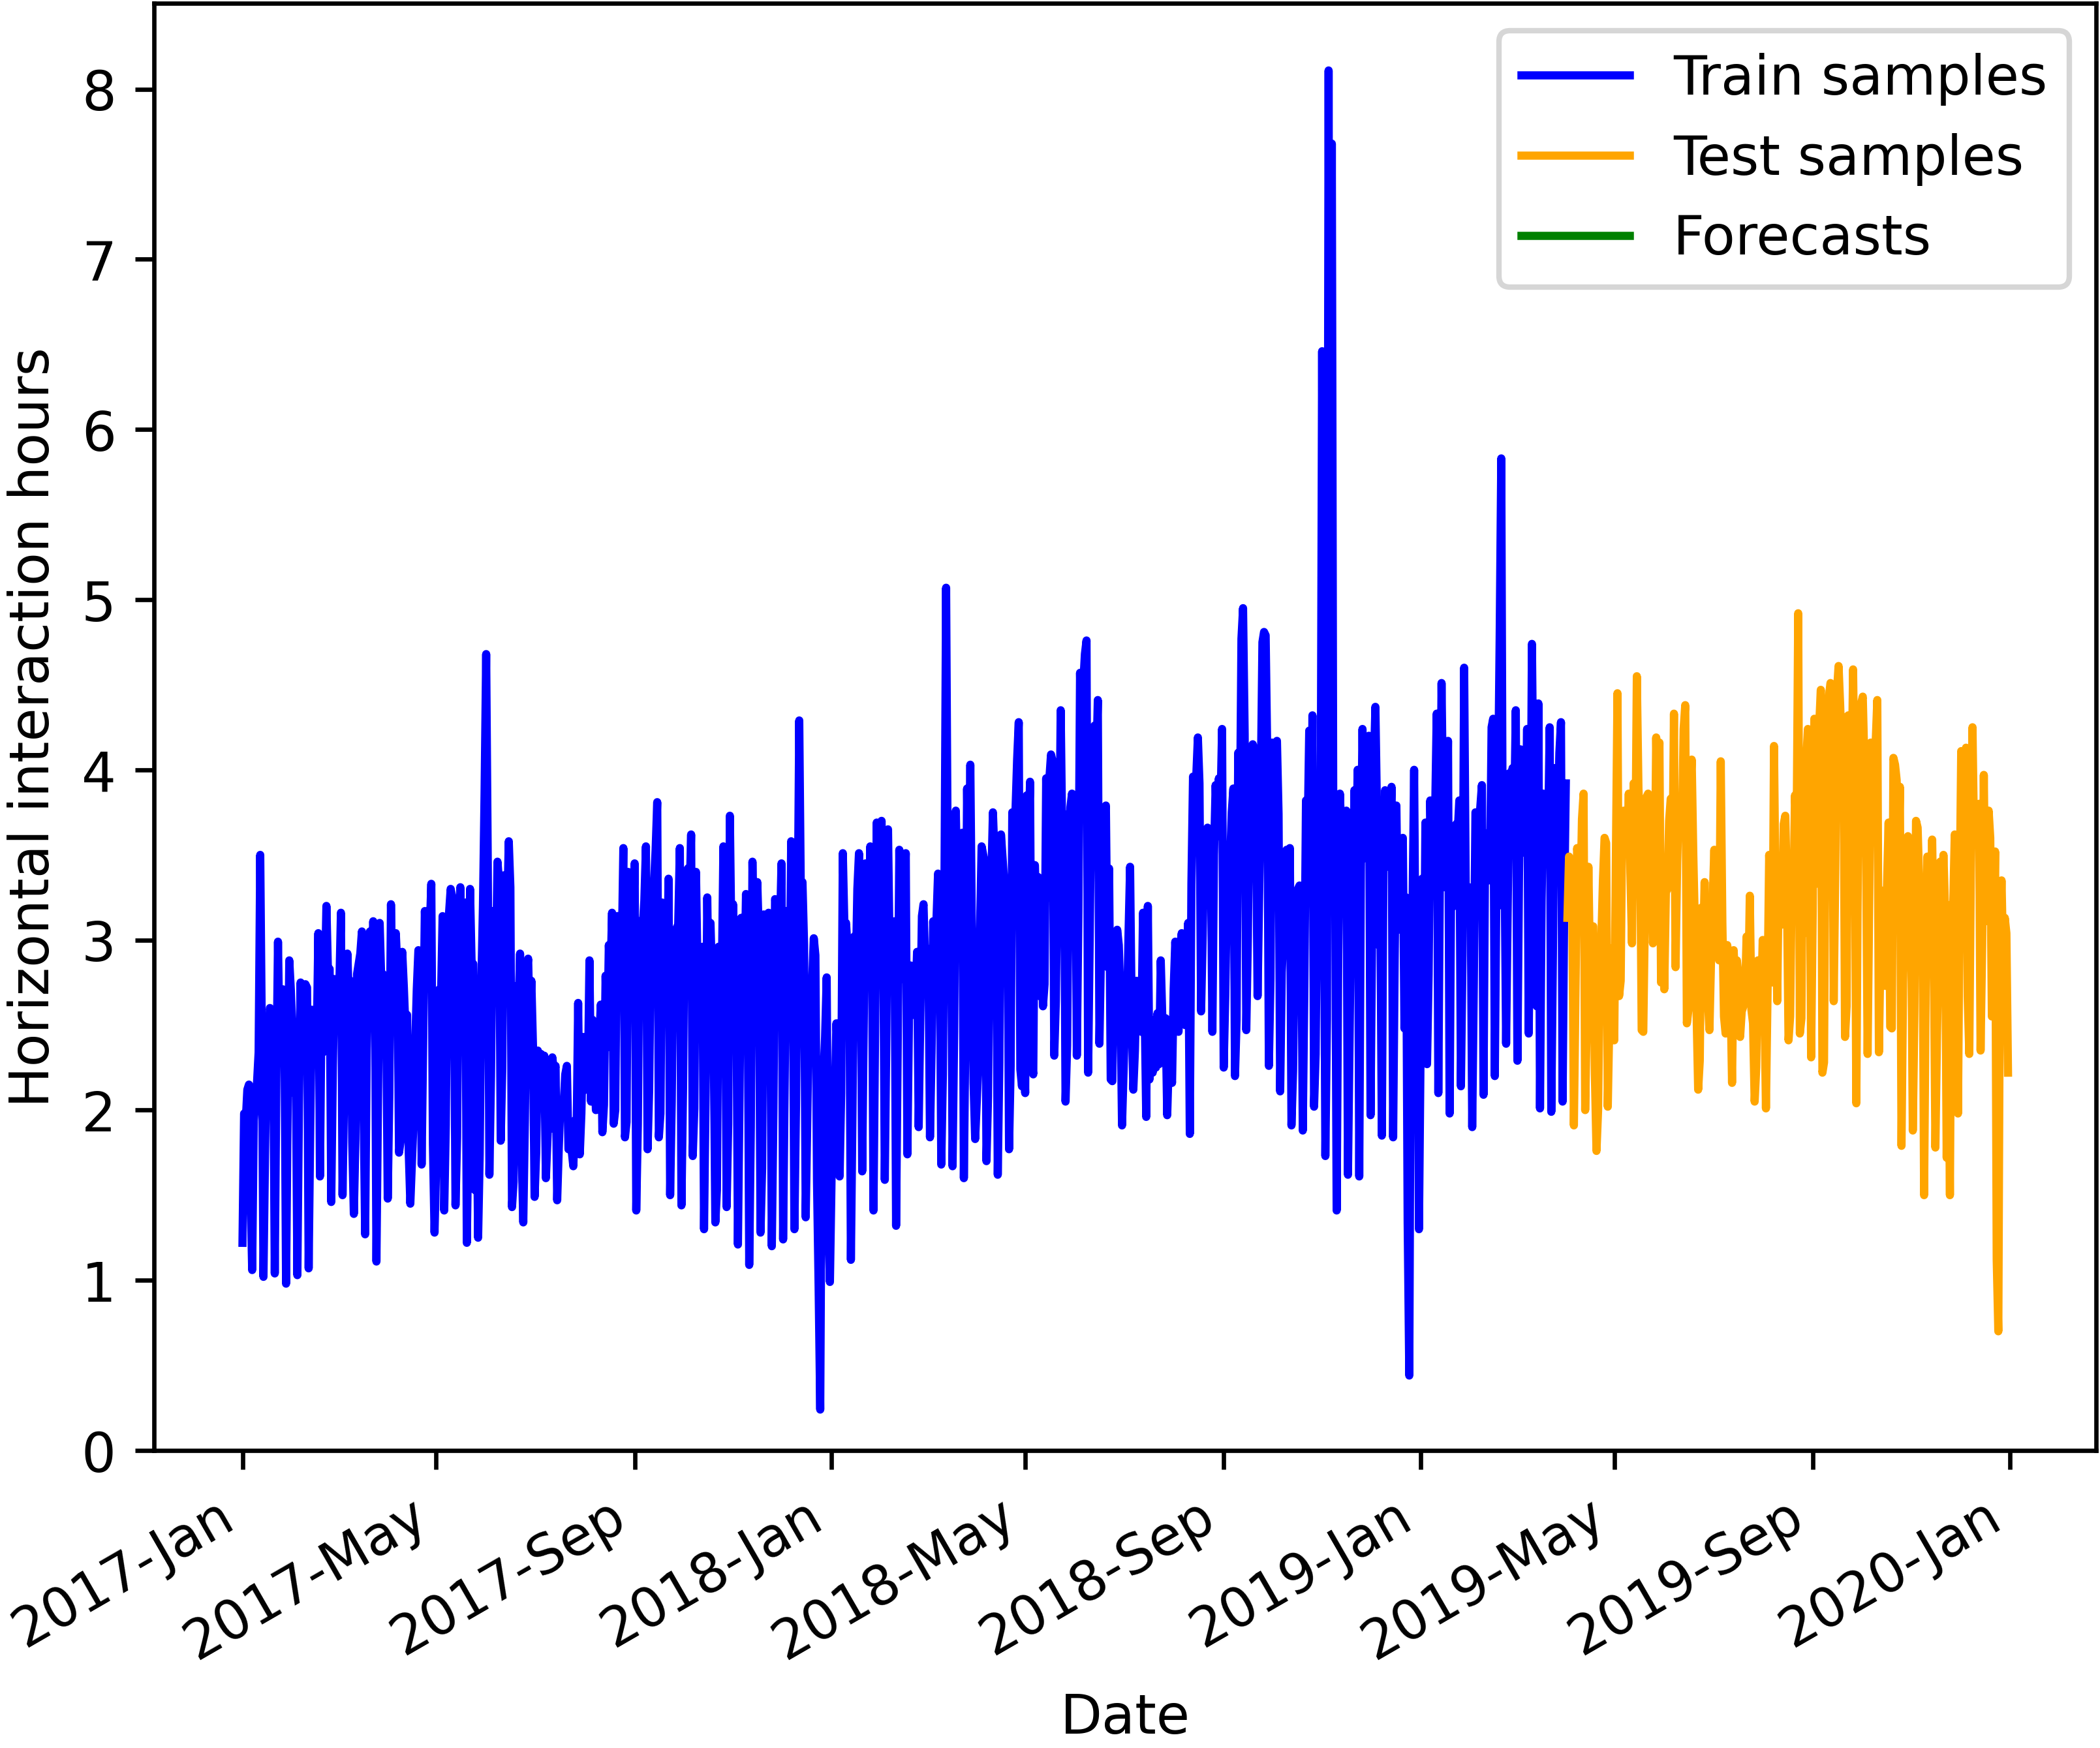 Train samples
Test samples
Forecasts
8
7
6
5
4
3
2
1
0
Horizontal interaction hours
2017-Jan
2017-May
2017-Sep
2018-Jan
2018-May
2018-Sep
2019-Jan
2019-May
2019-Sep
2020-Jan
Date